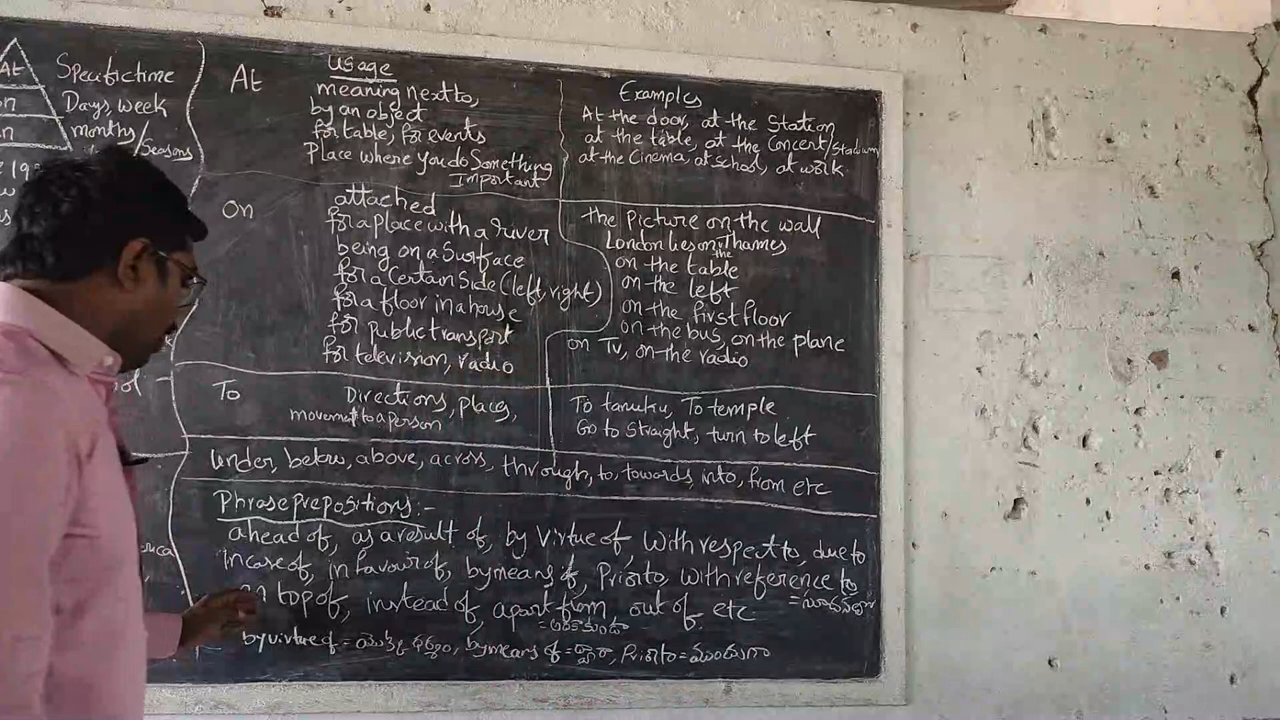 At
Specific time
on
Days, week
months/Seasons
Usage
At
meaning next to,
by an object
for table, for events
Place where you do Something
Important
Examples
At the door, at the Station
at the table, at the Concert/Stadium
at the Cinema, at school, at work
On
attached
for a place with a river
being on a Surface
for a Certain Side (left, right)
for a floor in a house
for public transport
for television, radio
the picture on the wall
London lies on the Thames
on the table
on the left
on the first floor
on the bus, on the plane
on TV, on the radio
To
Directions, places,
movement to a person
To tanuku, To temple
Go to Straight, turn to left
under, below, above, across, through, to, towards, into, from etc
Phrase prepositions:-
ahead of, as a result of, by virtue of, with respect to, due to
In case of, in favour of, by means of, Prior to, with reference to
on top of, instead of, apart from, out of, etc
by virtue of = యొక్క ధర్మం, by means of = ద్వారా, Prior to = ముందుగా